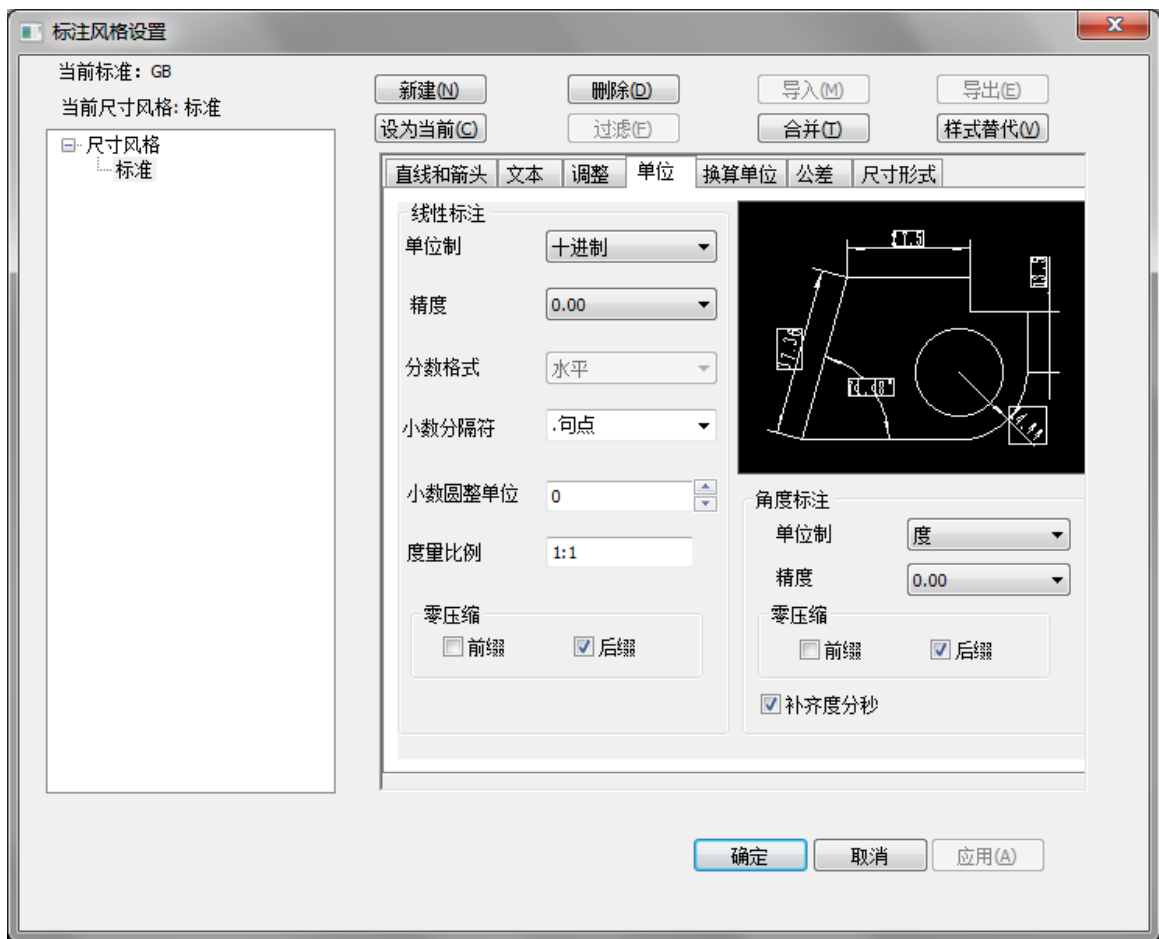 标注风格设置
当前标准: GB
当前尺寸风格: 标准
尺寸风格
标准
新建(N) 删除(D) 导入(M) 导出(E)
设为当前(C) 过滤(F) 合并(T) 样式替代(V)
直线和箭头 文本 调整 单位 换算单位 公差 尺寸形式
线性标注
单位制 十进制
精度 0.00
分数格式 水平
小数分隔符 .句点
小数圆整单位 0
度量比例 1:1
零压缩
前缀 后缀
角度标注
单位制 度
精度 0.00
零压缩
前缀 后缀
补齐度分秒
确定 取消 应用(A)